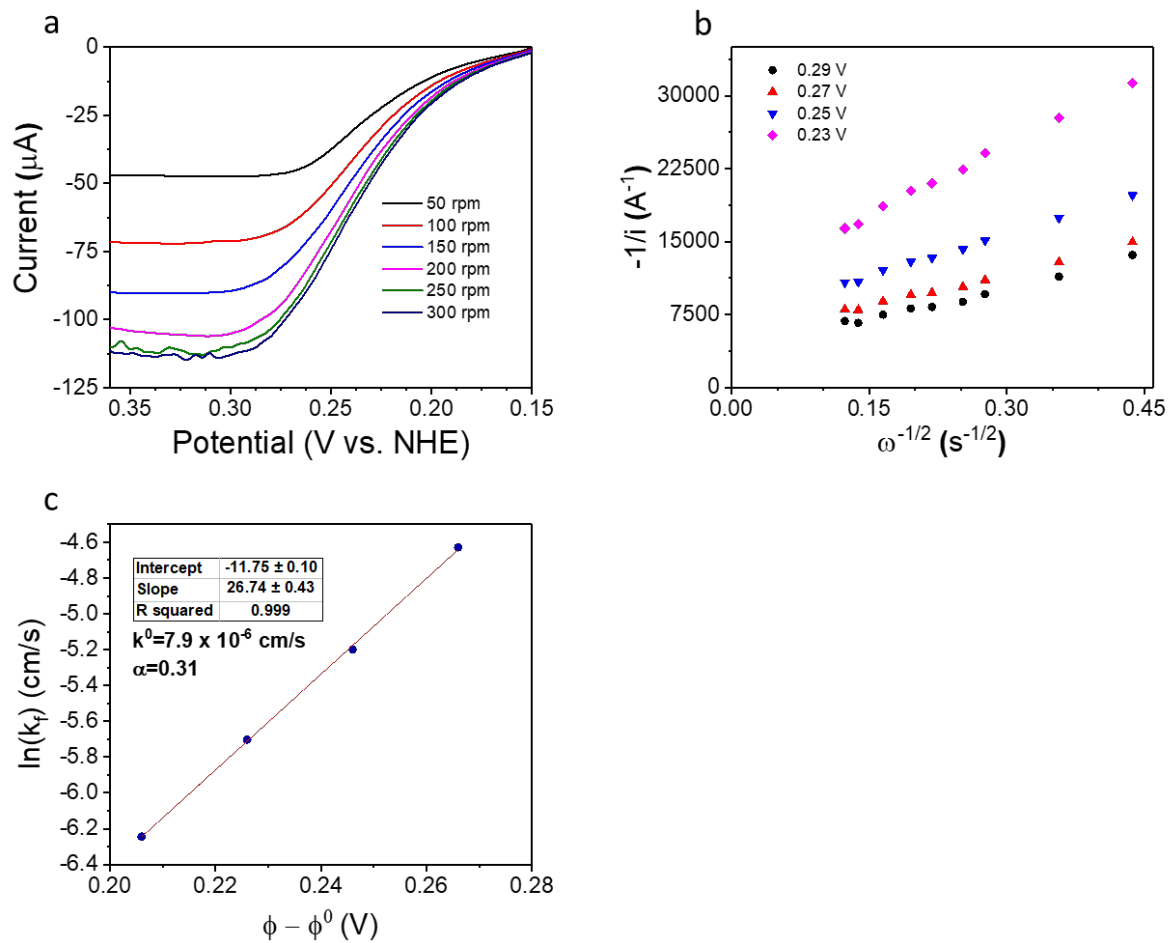 a
0
-25
-50
-75
-100
-125
0.35
0.30
0.25
0.20
0.15
Current (μA)
Potential (V vs. NHE)
50 rpm
100 rpm
150 rpm
200 rpm
250 rpm
300 rpm
b
30000
22500
15000
7500
0
0.00
0.15
0.30
0.45
-1/i (A⁻¹)
ω⁻¹ᐟ² (s⁻¹ᐟ²)
0.29 V
0.27 V
0.25 V
0.23 V
c
-4.6
-4.8
-5.0
-5.2
-5.4
-5.6
-5.8
-6.0
-6.2
-6.4
0.20
0.22
0.24
0.26
0.28
ln(k_f) (cm/s)
ϕ – ϕ⁰ (V)
Intercept -11.75 ± 0.10
Slope 26.74 ± 0.43
R squared 0.999
k⁰=7.9 x 10⁻⁶ cm/s
α=0.31